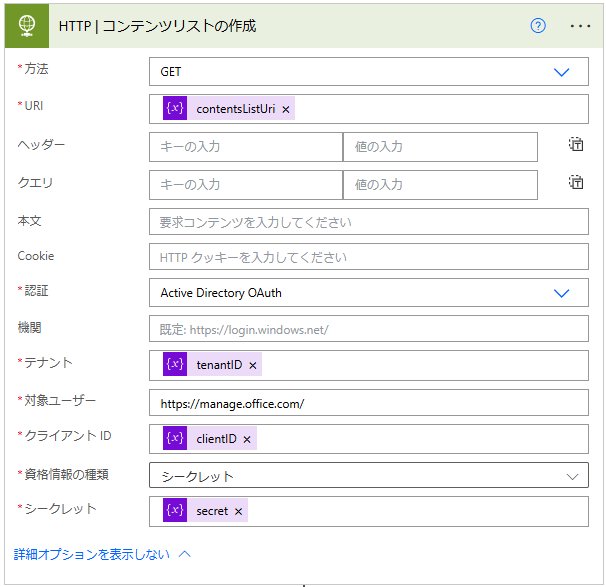 HTTP | コンテンツリストの作成
*方法 GET
*URI {x} contentsListUri ×
ヘッダー キーの入力 値の入力
クエリ キーの入力 値の入力
本文 要求コンテンツを入力してください
Cookie HTTP クッキーを入力してください
*認証 Active Directory OAuth
機関 既定: https://login.windows.net/
*テナント {x} tenantID ×
*対象ユーザー https://manage.office.com/
*クライアント ID {x} clientID ×
*資格情報の種類 シークレット
*シークレット {x} secret ×
詳細オプションを表示しない